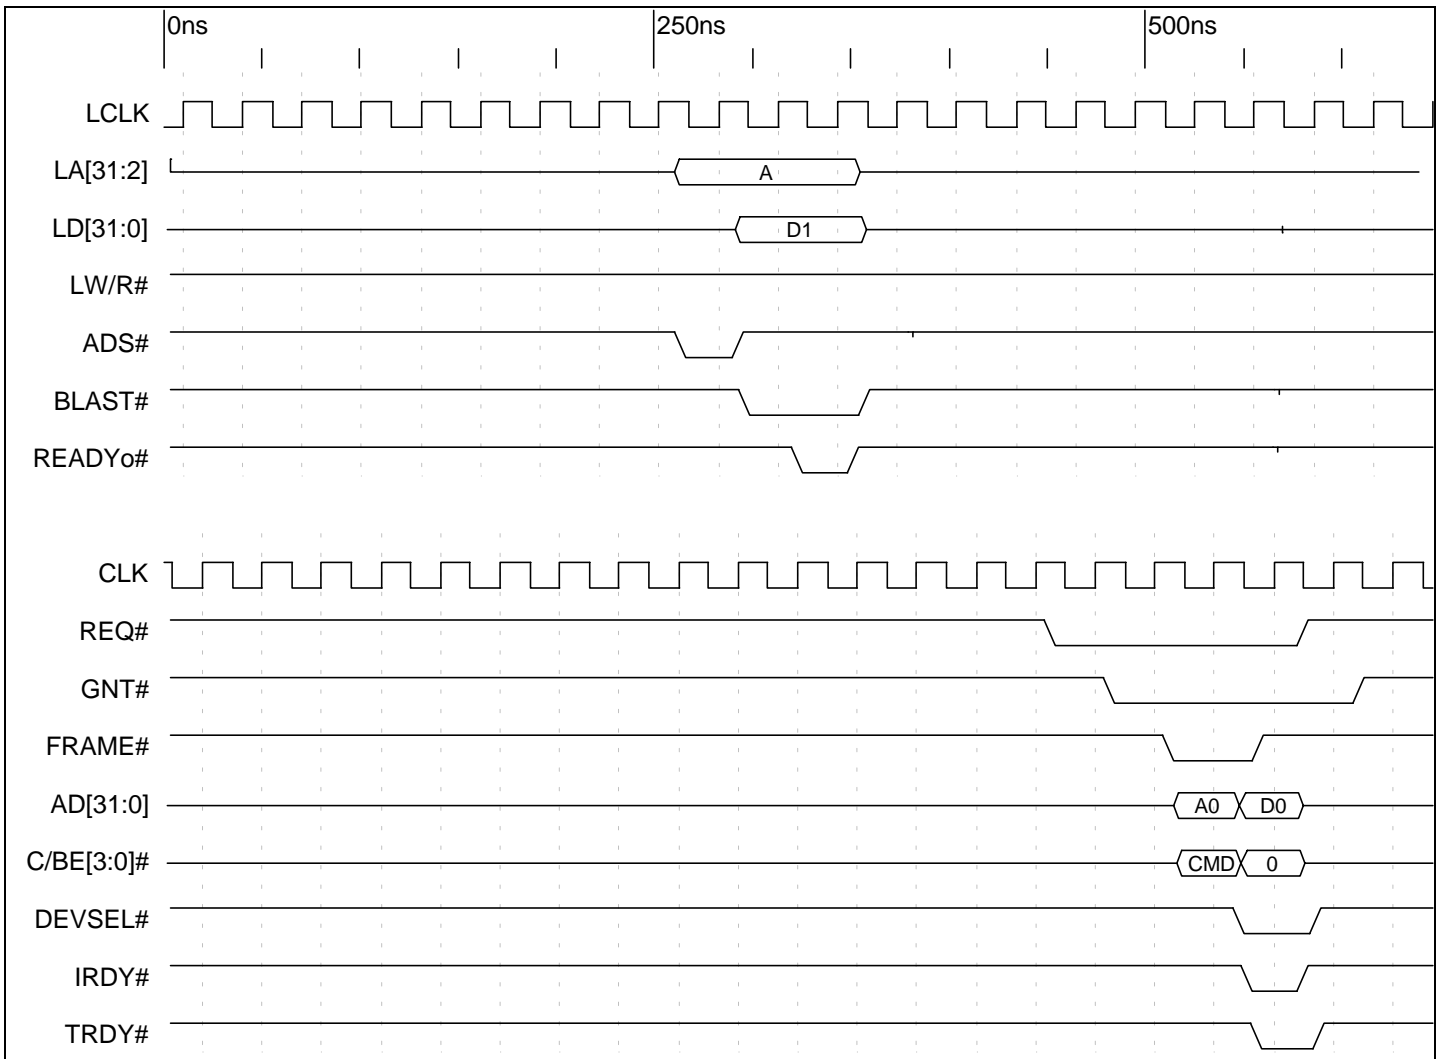 0ns 250ns 500ns
LCLK
LA[31:2] A
LD[31:0] D1
LW/R#
ADS#
BLAST#
READYo#
CLK
REQ#
GNT#
FRAME#
AD[31:0] A0 D0
C/BE[3:0]# CMD 0
DEVSEL#
IRDY#
TRDY#